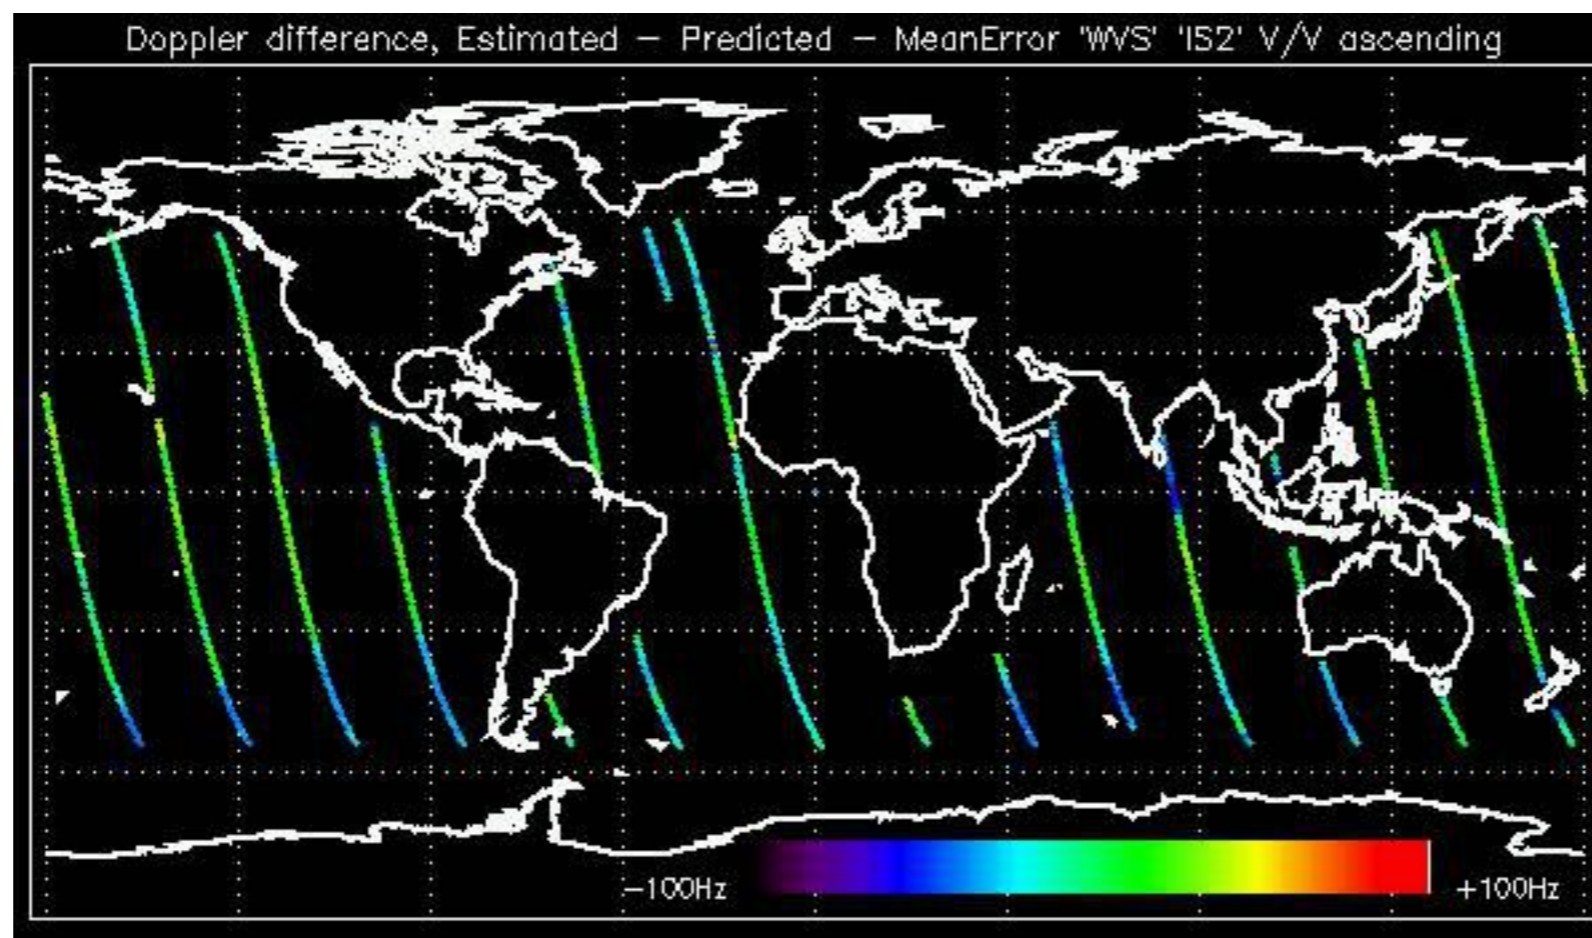 Doppler difference, Estimated – Predicted – MeanError 'WVS' 'IS2' V/V ascending
–100Hz
+100Hz